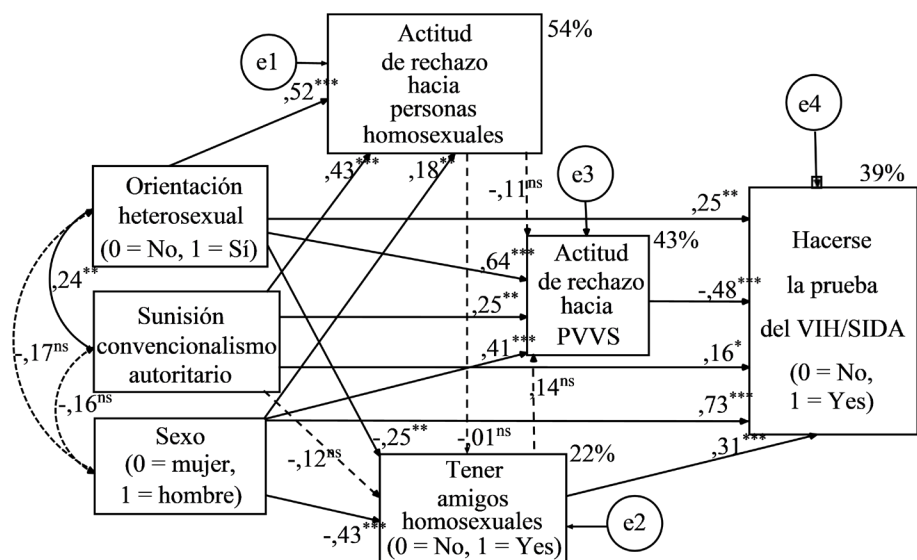 Actitud
de rechazo
hacia
personas
homosexuales
54%
e1
,52***
,43***
,18**
-,11ns
e3
e4
39%
Orientación
heterosexual
(0 = No, 1 = Sí)
,25**
43%
Actitud
de rechazo
hacia
PVVS
,64***
Hacerse
la prueba
del VIH/SIDA
(0 = No,
1 = Yes)
,24**
Sunisión
convencionalismo
autoritario
,25**
-,48***
,41***
,16*
-,17ns
-,16ns
,14ns
,73***
Sexo
(0 = mujer,
1 = hombre)
-,12ns
-,25**
-,01ns
22%
,31***
Tener
amigos
homosexuales
(0 = No, 1 = Yes)
-,43***
e2